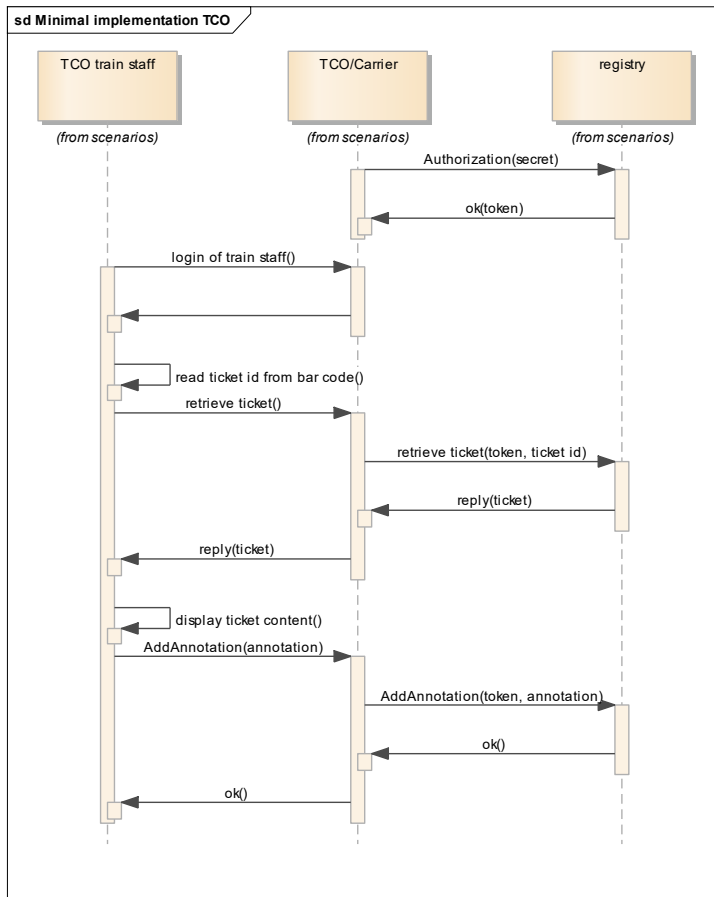 sd Minimal implementation TCO
TCO train staff
TCO/Carrier
registry
(from scenarios)
(from scenarios)
(from scenarios)
Authorization(secret)
ok(token)
login of train staff()
read ticket id from bar code()
retrieve ticket()
retrieve ticket(token, ticket id)
reply(ticket)
reply(ticket)
display ticket content()
AddAnnotation(annotation)
AddAnnotation(token, annotation)
ok()
ok()